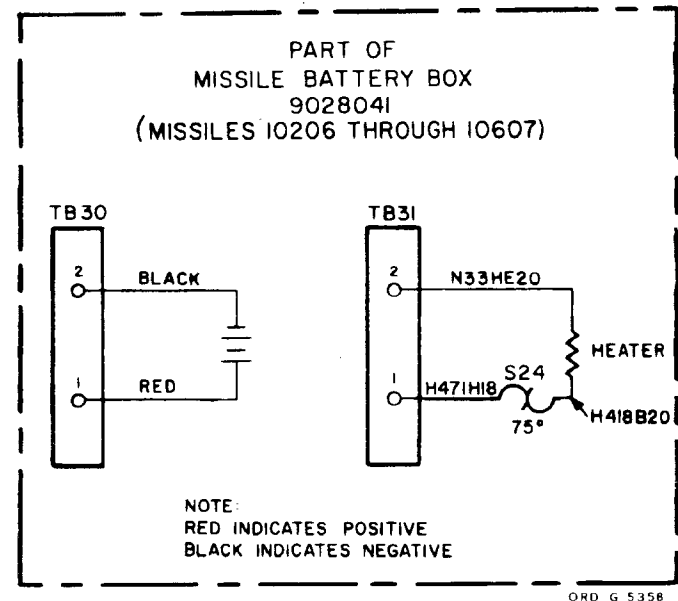 PART OF
MISSILE BATTERY BOX
9028041
(MISSILES 10206 THROUGH 10607)
TB30
TB31
2
BLACK
2
N33HE20
HEATER
1
RED
1
H471H18
S24
75°
H418B20
NOTE:
RED INDICATES POSITIVE
BLACK INDICATES NEGATIVE
ORD G 5358